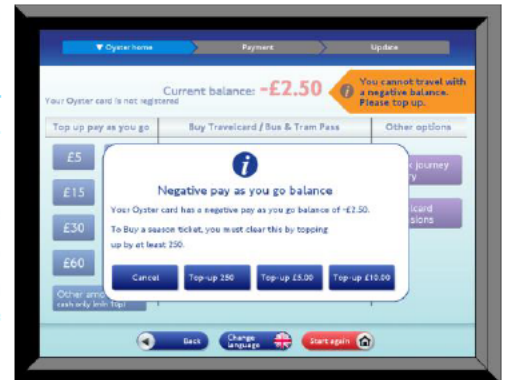 Oyster home
Payment
Update
Current balance: -£2.50
Your Oyster card is not registered
You cannot travel with
a negative balance.
Please top up.
Top up pay as you go
Buy Travelcard / Bus & Tram Pass
Other options
£5
£15
£30
£60
Other
cash only
journey
Negative pay as you go balance
Your Oyster card has a negative pay as you go balance of -£2.50.
To Buy a season ticket, you must clear this by topping
up by at least 250.
Cancel
Top-up 250
Top-up £5.00
Top-up £10.00
Back
Change
language
Start again